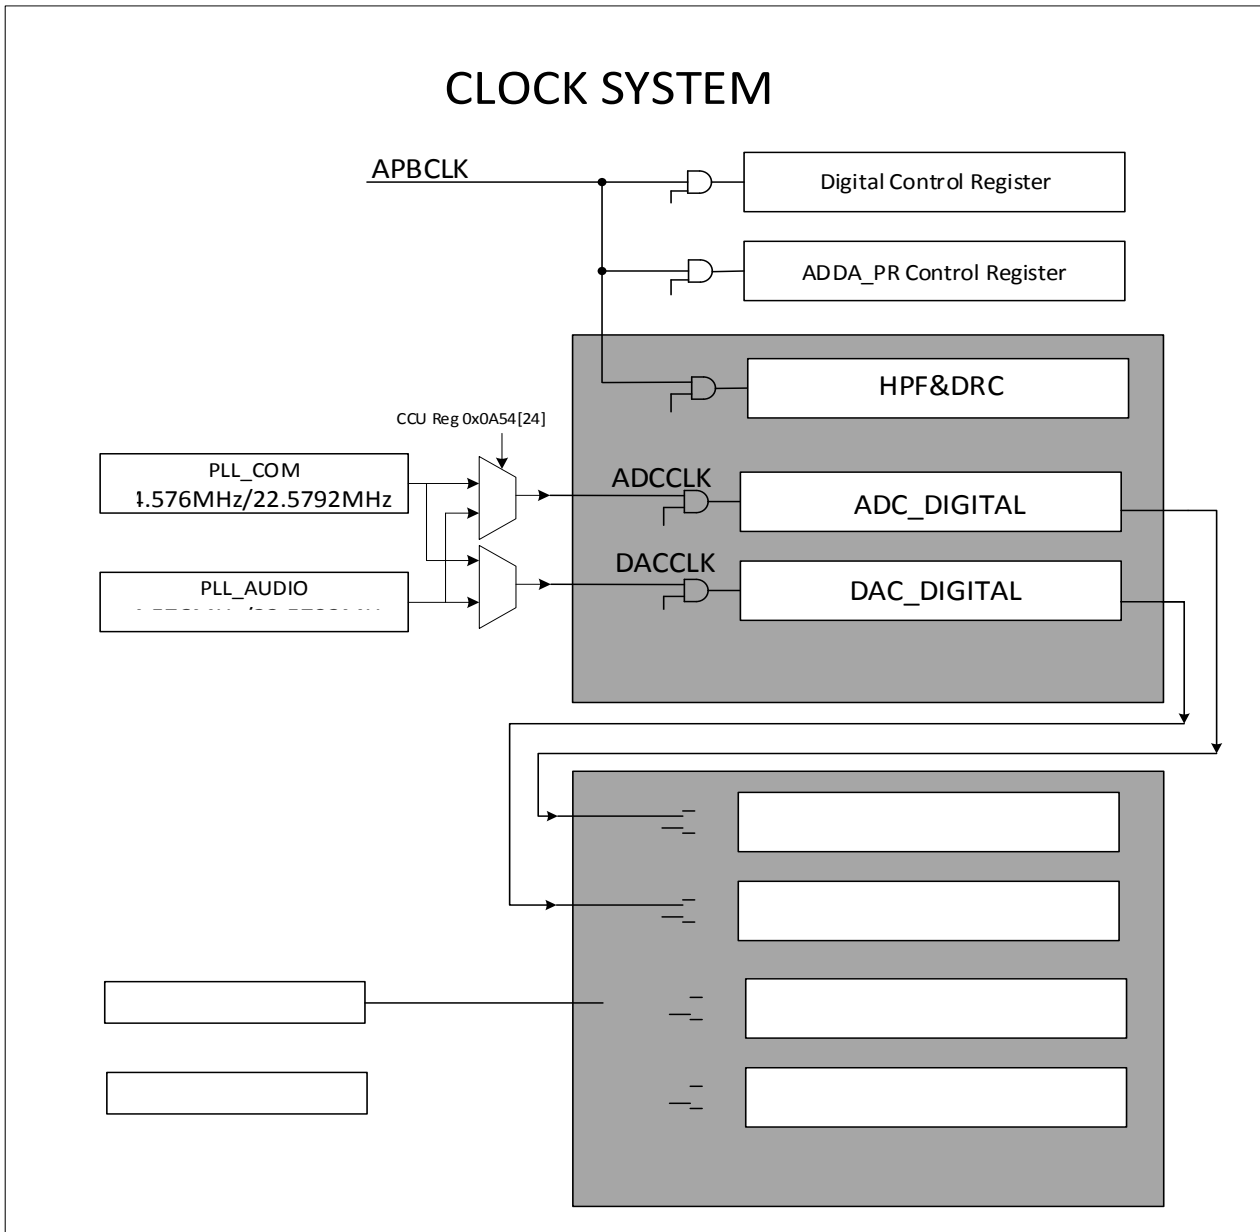 CLOCK SYSTEM
APBCLK
Digital Control Register
ADDA_PR Control Register
HPF&DRC
CCU Reg 0x0A54[24]
PLL_COM
4.576MHz/22.5792MHz
ADCCLK
ADC_DIGITAL
DACCLK
DAC_DIGITAL
PLL_AUDIO